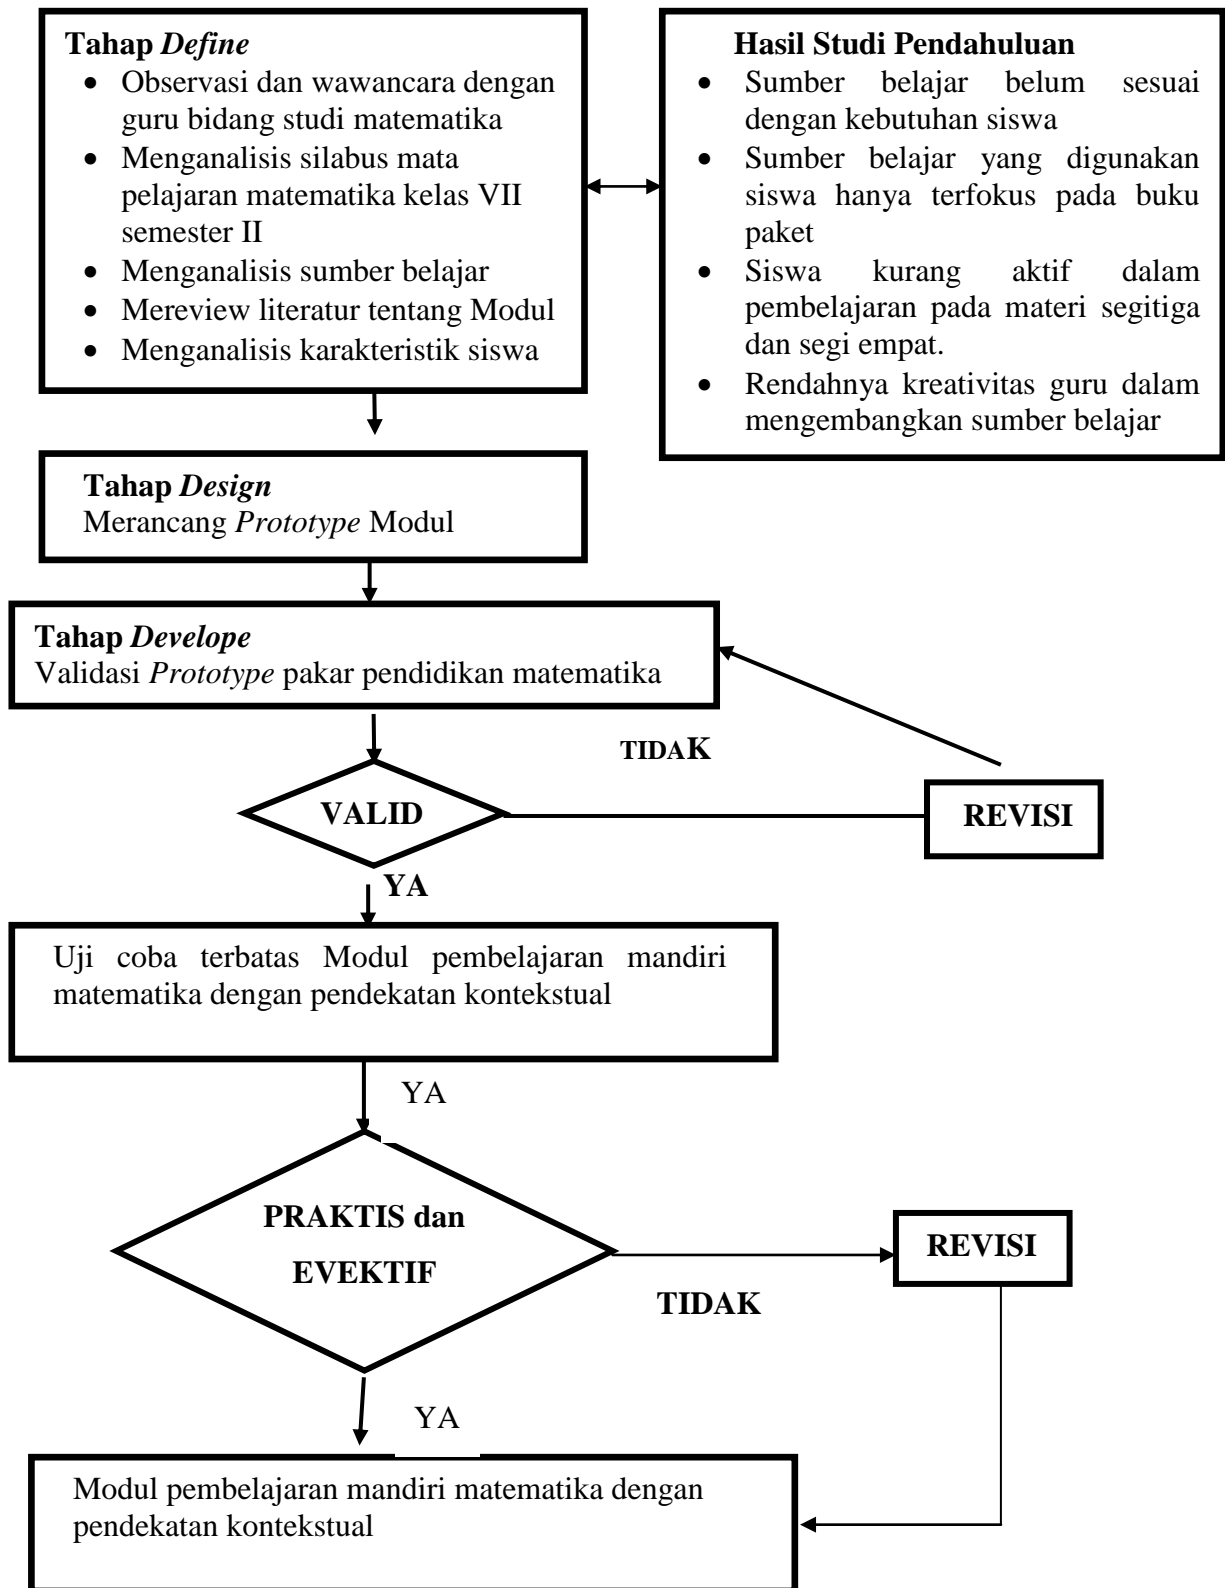 Tahap Define
• Observasi dan wawancara dengan
guru bidang studi matematika
• Menganalisis silabus mata
pelajaran matematika kelas VII
semester II
• Menganalisis sumber belajar
• Mereview literatur tentang Modul
• Menganalisis karakteristik siswa
Hasil Studi Pendahuluan
• Sumber belajar belum sesuai
dengan kebutuhan siswa
• Sumber belajar yang digunakan
siswa hanya terfokus pada buku
paket
• Siswa kurang aktif dalam
pembelajaran pada materi segitiga
dan segi empat.
• Rendahnya kreativitas guru dalam
mengembangkan sumber belajar
Tahap Design
Merancang Prototype Modul
Tahap Develope
Validasi Prototype pakar pendidikan matematika
TIDAK
VALID
REVISI
YA
Uji coba terbatas Modul pembelajaran mandiri
matematika dengan pendekatan kontekstual
YA
PRAKTIS dan
EVEKTIF
REVISI
TIDAK
YA
Modul pembelajaran mandiri matematika dengan
pendekatan kontekstual